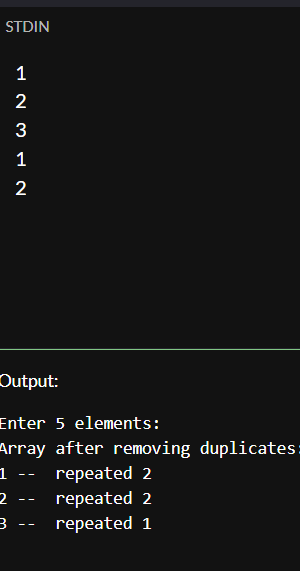 STDIN
1
2
3
1
2
Output:
Enter 5 elements:
Array after removing duplicates:
1 --  repeated 2
2 --  repeated 2
3 --  repeated 1